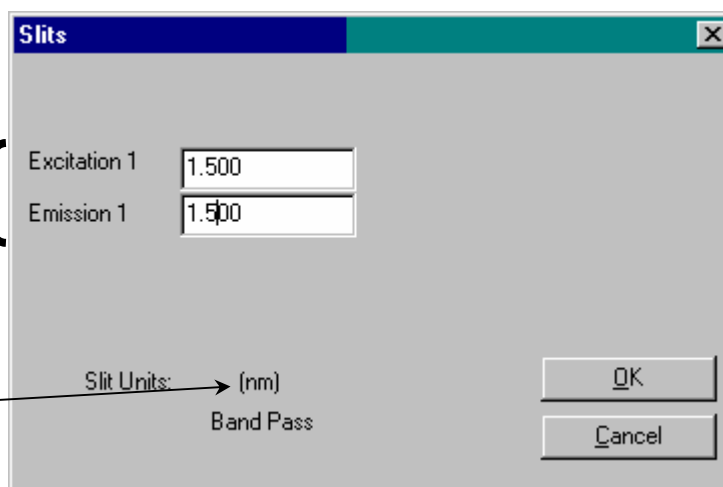 Slits
Excitation 1 1.500
Emission 1 1.500
Slit Units: (nm)
Band Pass
OK
Cancel